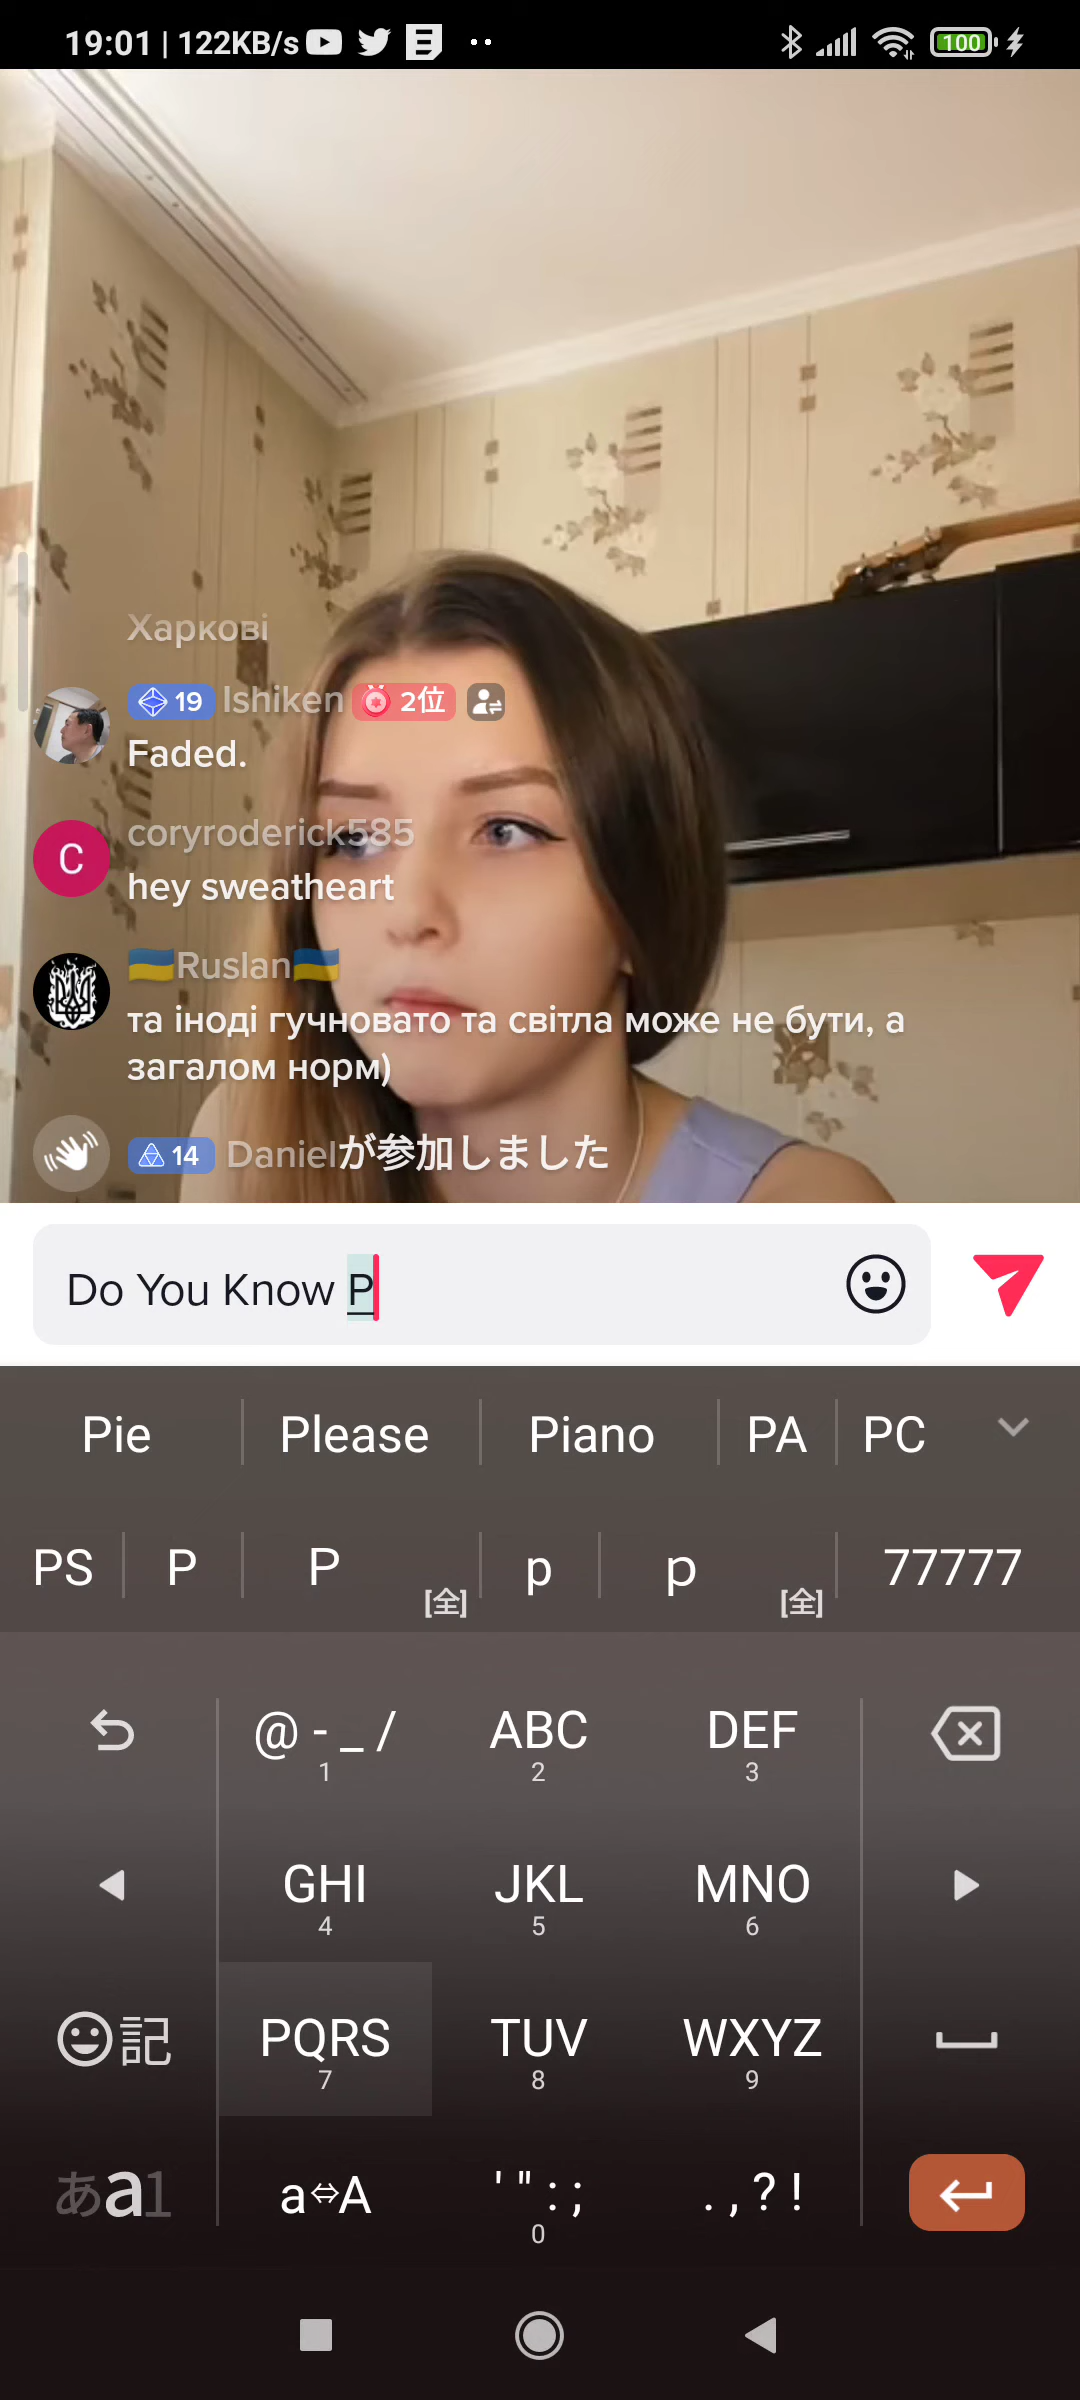 19:01 | 122KB/s
100
Харкові
19 Ishiken 2位
Faded.
C
coryroderick585
hey sweatheart
🇺🇦Ruslan🇺🇦
та іноді гучновато та світла може не бути, а
загалом норм)
14 Danielが参加しました
Do You Know P
Pie Please Piano PA PC
PS P P [全] p p [全] 77777
@ - _ / ABC DEF
1 2 3
GHI JKL MNO
4 5 6
記 PQRS TUV WXYZ
7 8 9
あa1 a⇔A ' " : ; . , ? !
0